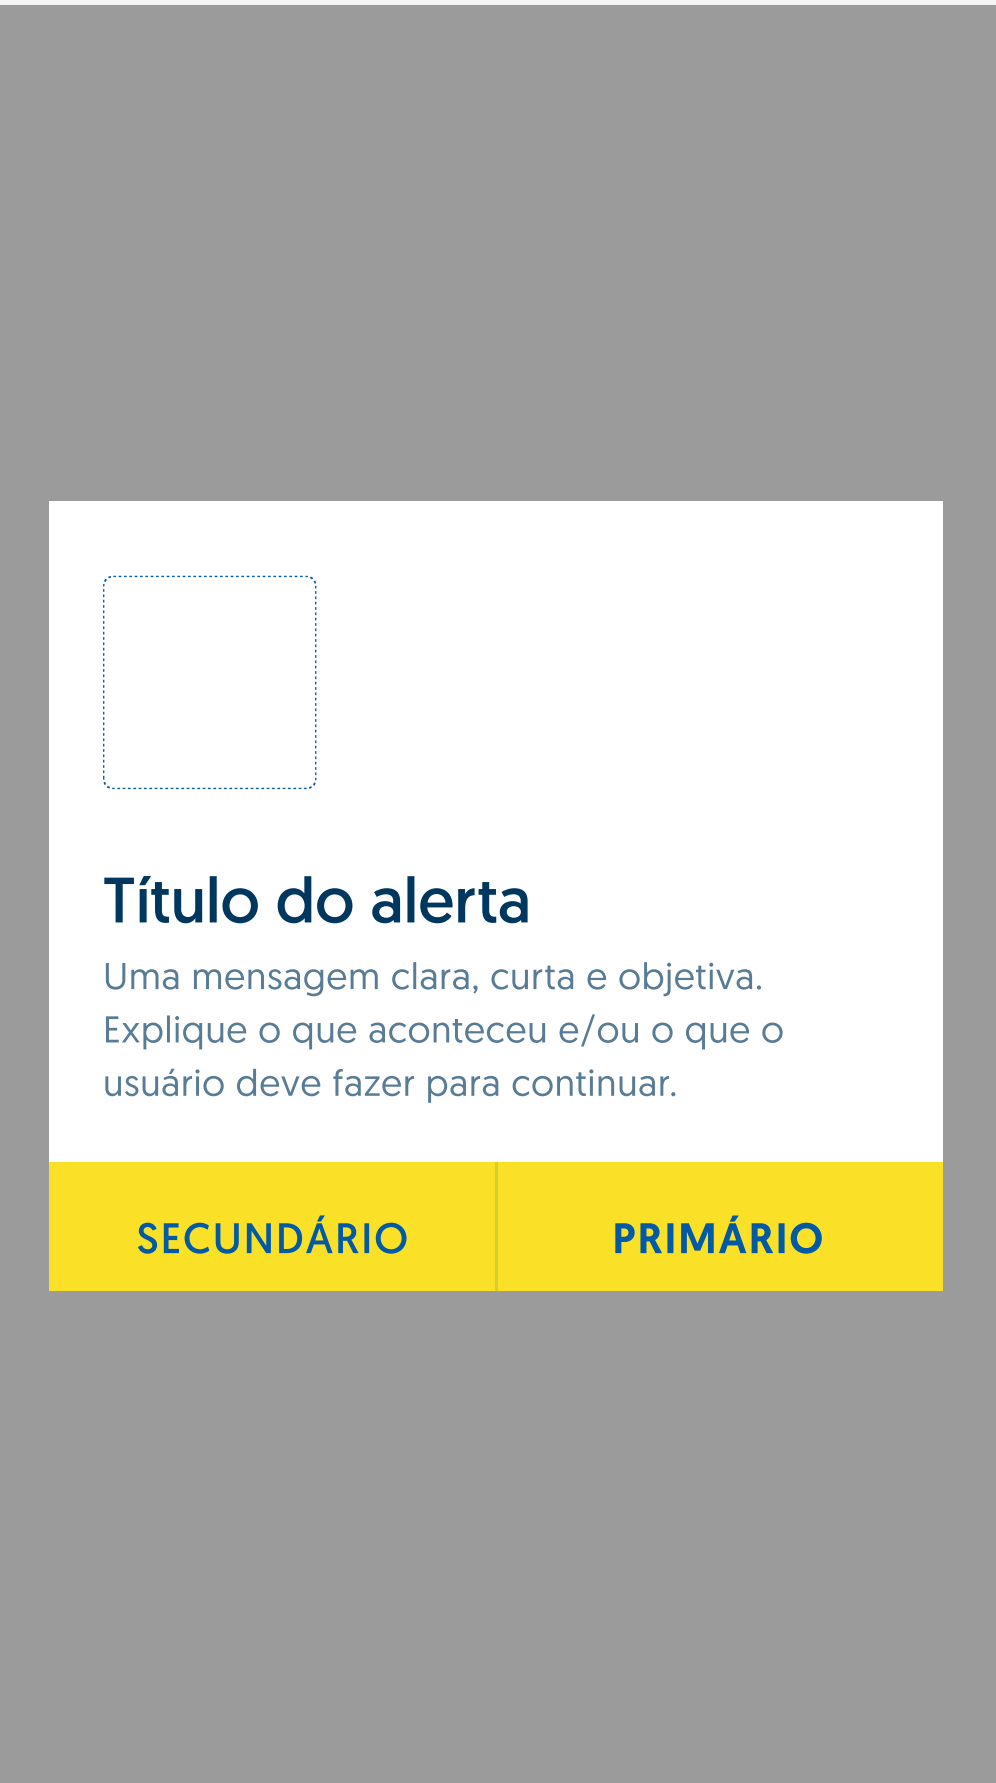 Título do alerta
Uma mensagem clara, curta e objetiva.
Explique o que aconteceu e/ou o que o
usuário deve fazer para continuar.
SECUNDÁRIO
PRIMÁRIO